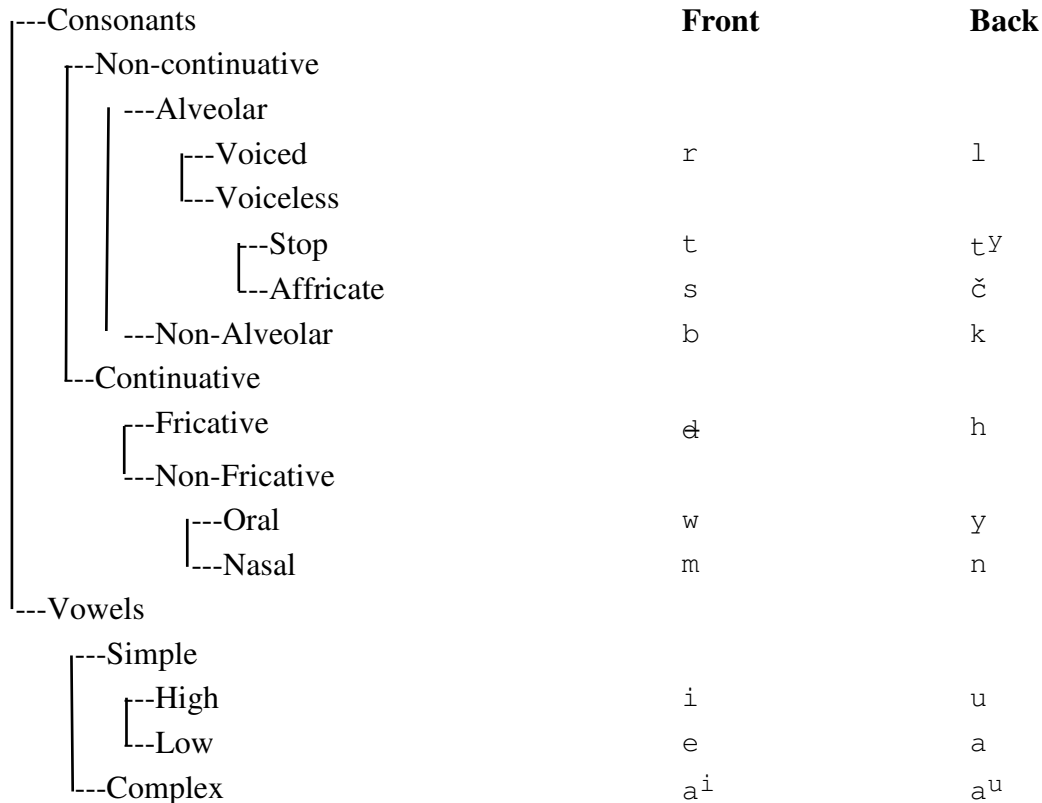 ---Consonants Front Back
---Non-continuative
---Alveolar
---Voiced r l
---Voiceless
---Stop t tʸ
---Affricate s č
---Non-Alveolar b k
---Continuative
---Fricative đ h
---Non-Fricative
---Oral w y
---Nasal m n
---Vowels
---Simple
---High i u
---Low e a
---Complex aⁱ aᵘ